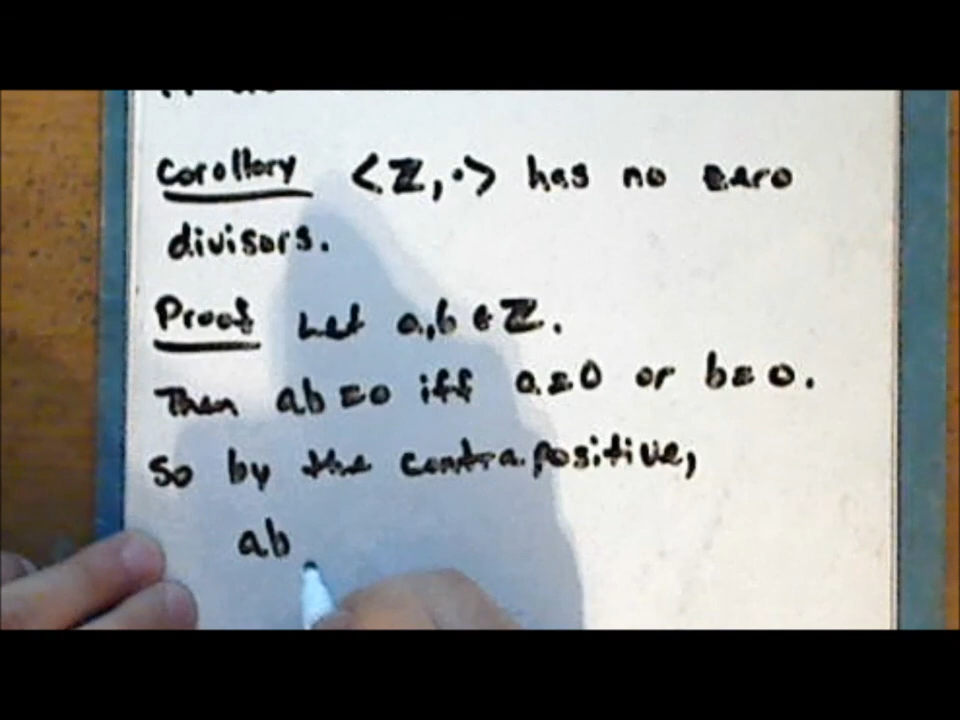 Corollary <ℤ,·> has no zero
divisors.
Proof Let a,b ∈ ℤ.
Then ab=0 iff a=0 or b=0.
So by the contrapositive,
ab